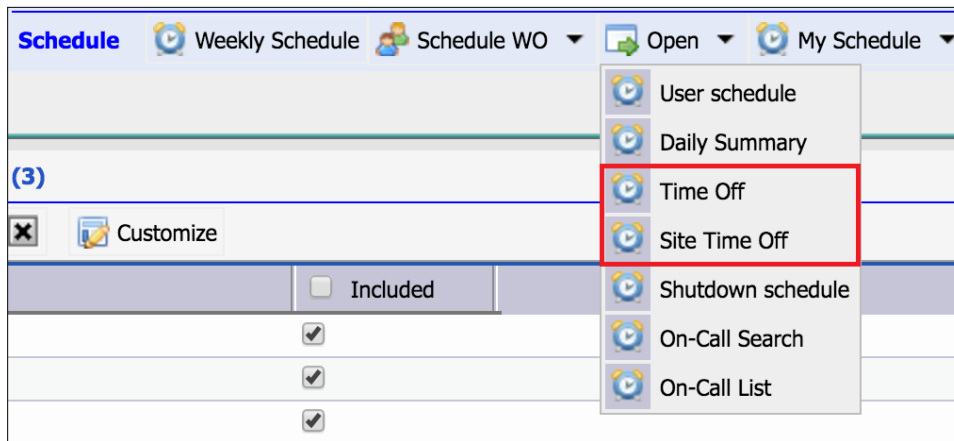 Schedule Weekly Schedule Schedule WO Open My Schedule
User schedule
Daily Summary
(3)
Time Off
Customize
Site Time Off
Included
Shutdown schedule
On-Call Search
On-Call List